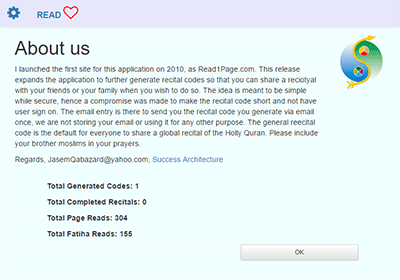 READ
About us
I launched the first site for this application on 2010, as Read1Page.com. This release
expands the application to further generate recital codes so that you can share a reciotyal
with your friends or your family when you wish to do so. The idea is meant to be simple
while secure, hence a compromise was made to make the recital code short and not have
user sign on. The email entry is there to send you the recital code you generate via email
once, we are not storing your email or using it for any other purpose. The general reecital
code is the default for everyone to share a global recital of the Holly Quran. Please include
your brother moslims in your prayers.
Regards, JasemQabazard@yahoo.com, Success Architecture
Total Generated Codes: 1
Total Completed Recitals: 0
Total Page Reads: 304
Total Fatiha Reads: 155
OK